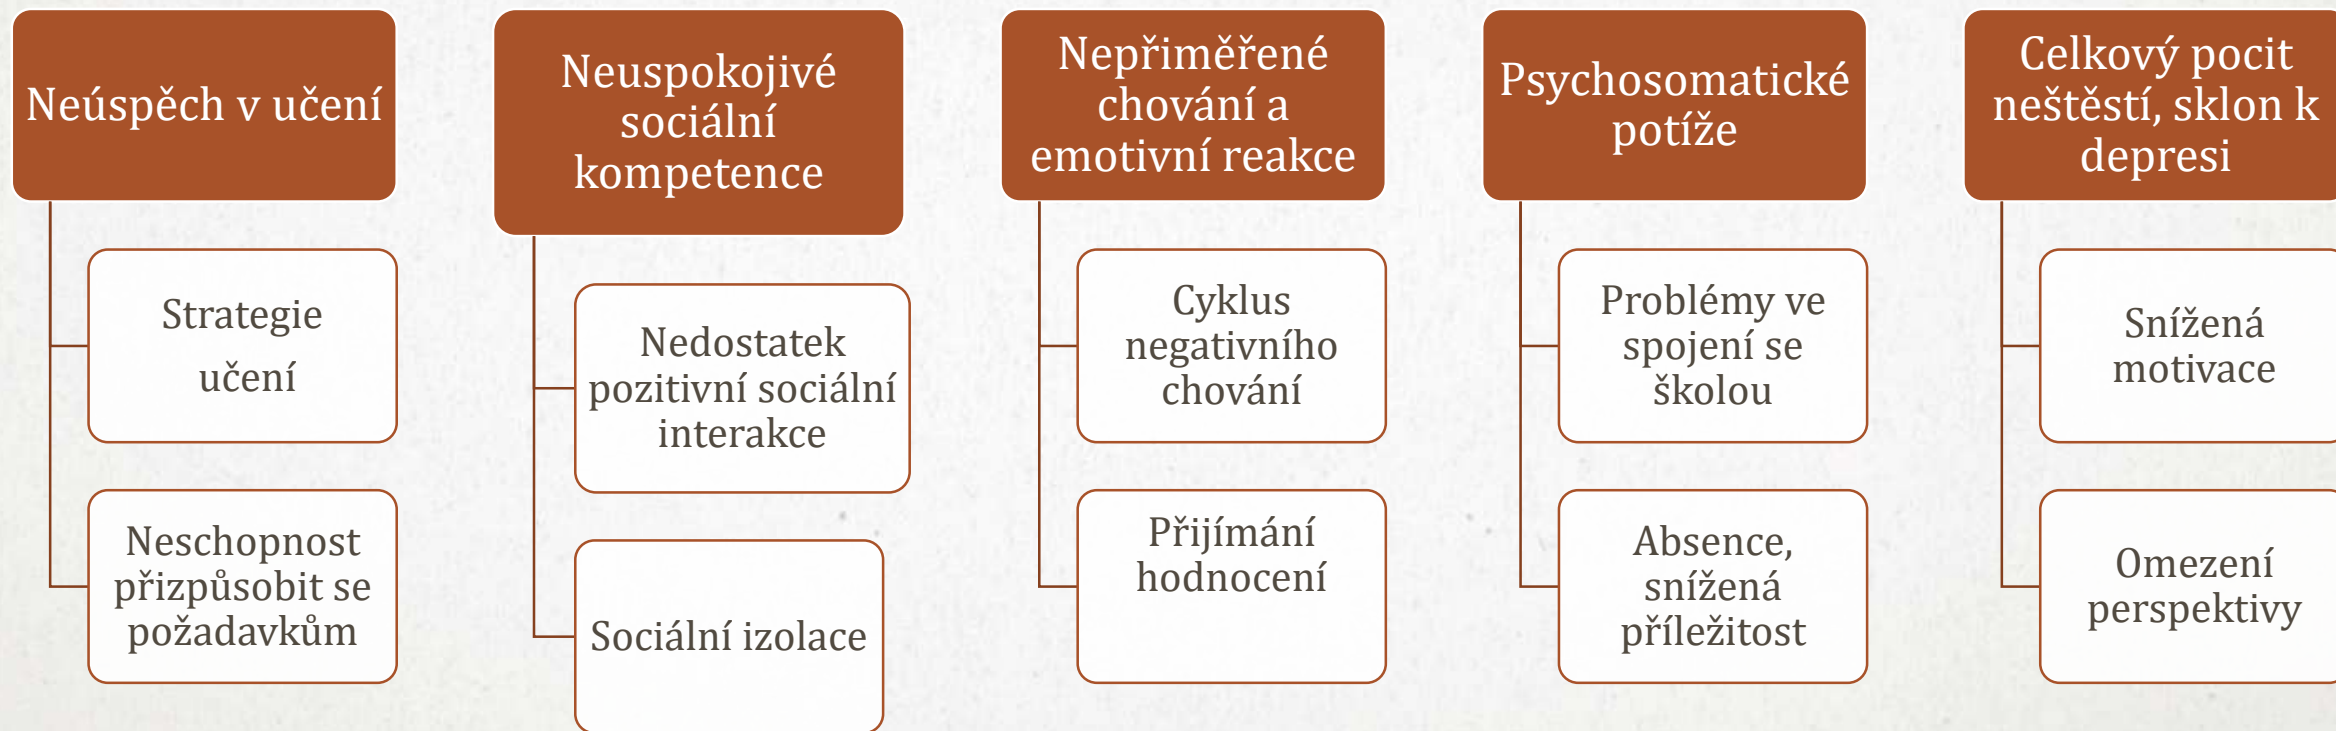 Neúspěch v učení
Strategie
učení
Neschopnost
přizpůsobit se
požadavkům
Neuspokojivé
sociální
kompetence
Nedostatek
pozitivní sociální
interakce
Sociální izolace
Nepřiměřené
chování a
emotivní reakce
Cyklus
negativního
chování
Přijímání
hodnocení
Psychosomatické
potíže
Problémy ve
spojení se
školou
Absence,
snížená
příležitost
Celkový pocit
neštěstí, sklon k
depresi
Snížená
motivace
Omezení
perspektivy